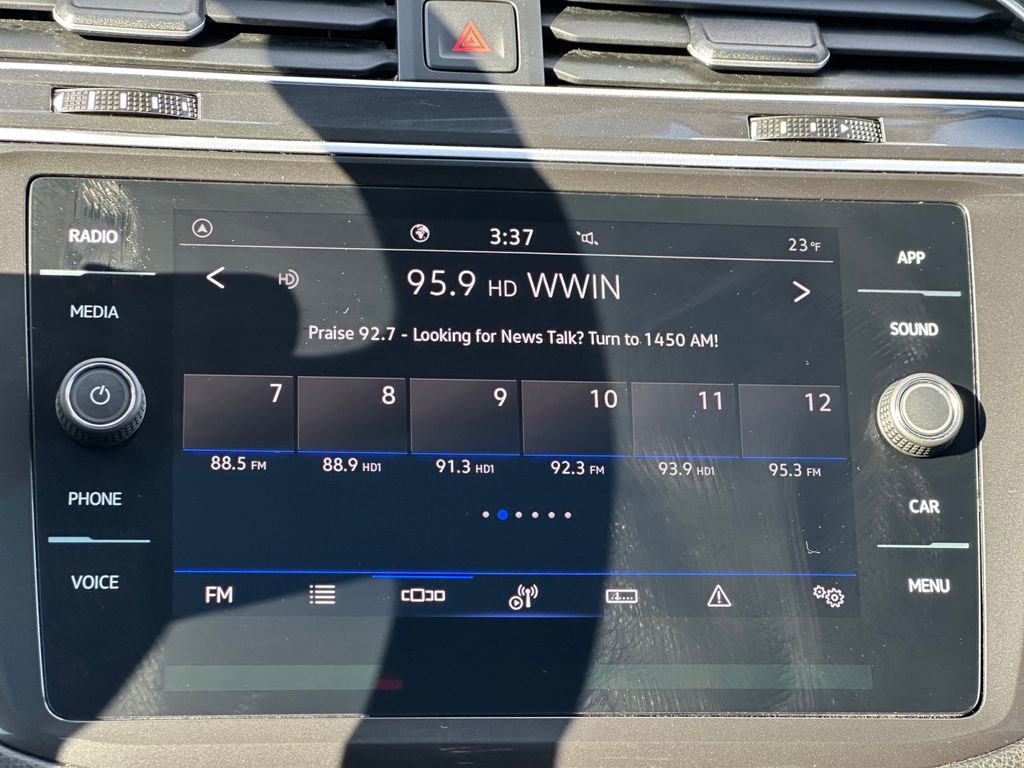 RADIO
MEDIA
PHONE
VOICE
3:37
23°F
HD
95.9 HD WWIN
Praise 92.7 - Looking for News Talk? Turn to 1450 AM!
7 8 9 10 11 12
88.5 FM 88.9 HD1 91.3 HD1 92.3 FM 93.9 HD1 95.3 FM
FM
APP
SOUND
CAR
MENU